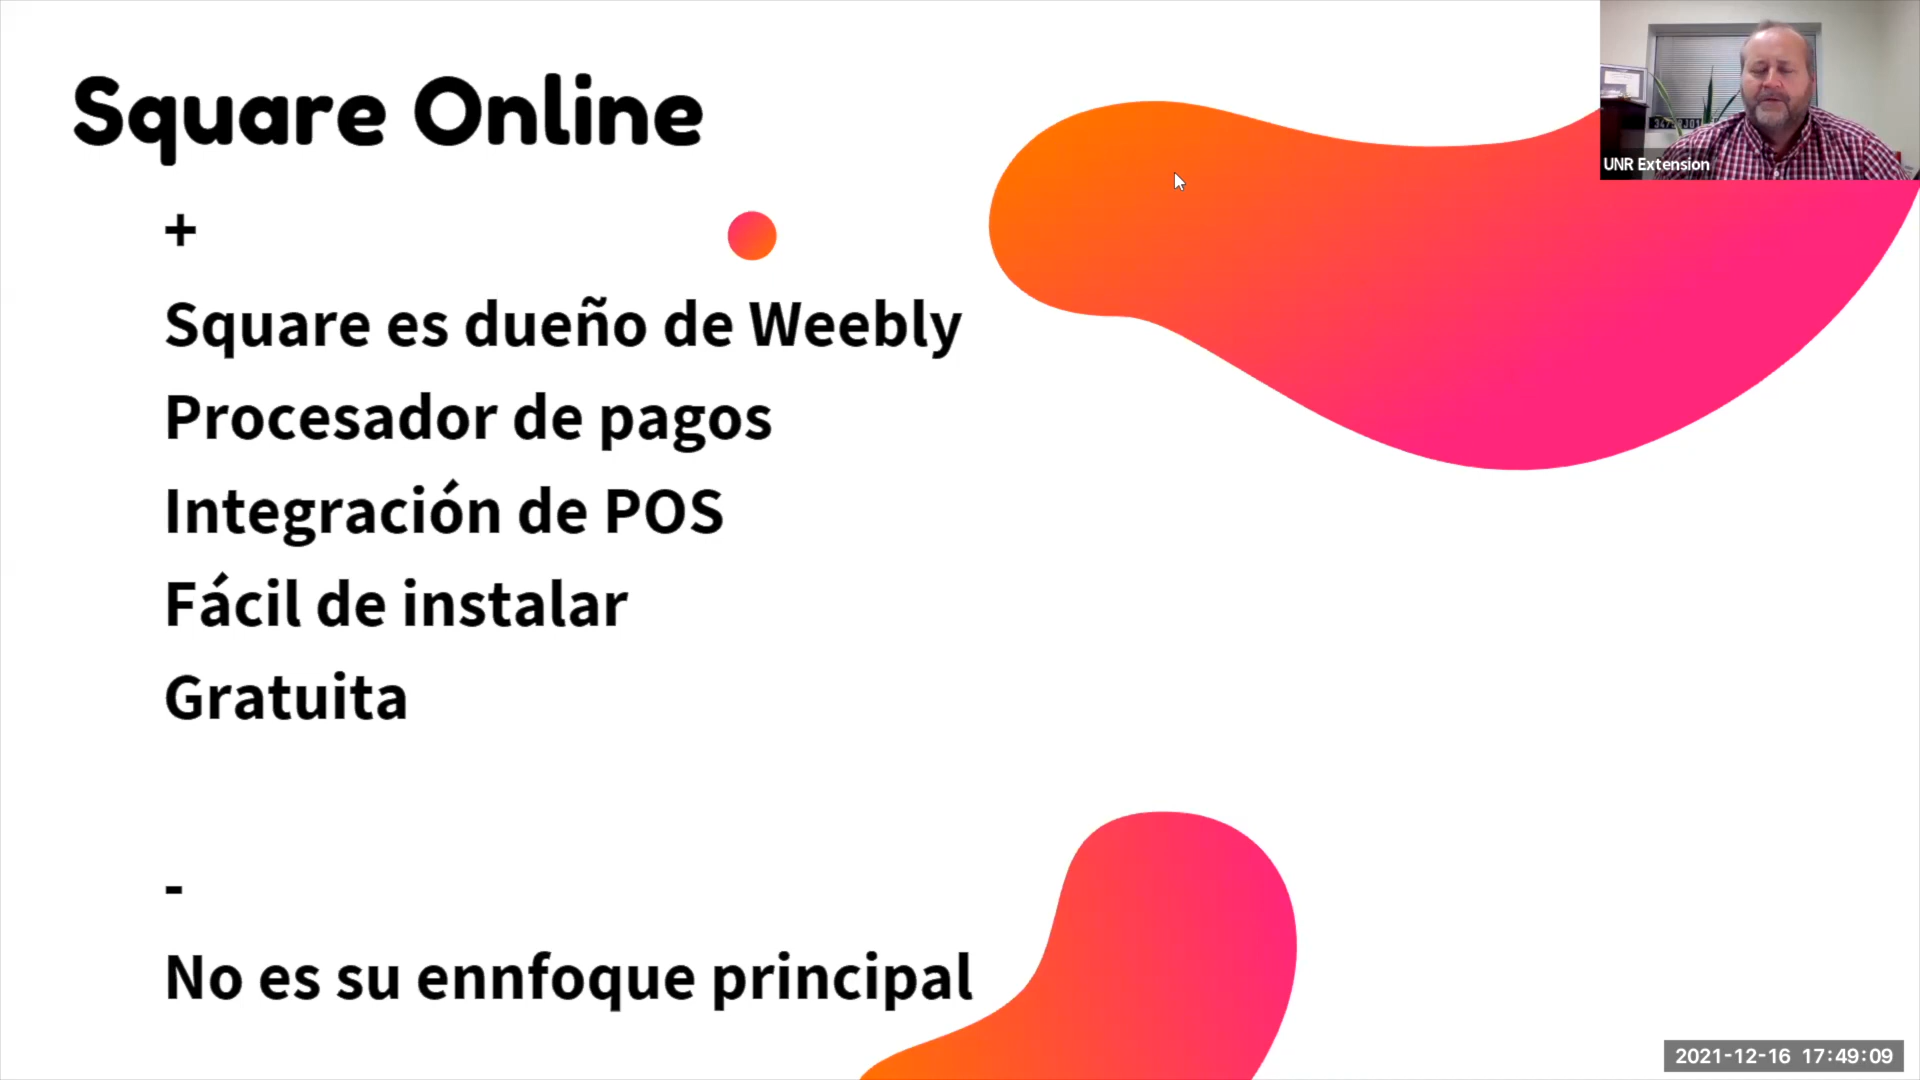 Square Online
+
Square es dueño de Weebly
Procesador de pagos
Integración de POS
Fácil de instalar
Gratuita
-
No es su ennfoque principal
UNR Extension
2021-12-16 17:49:09